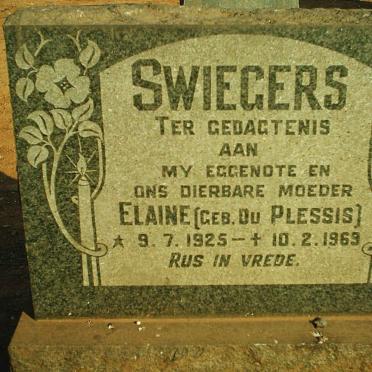 SWIEGERS
TER GEDAGTENIS
AAN
MY EGGENOTE EN
ONS DIERBARE MOEDER
ELAINE (GEB. DU PLESSIS)
★ 9.7.1925 – ✝ 10.2.1969
RUS IN VREDE.